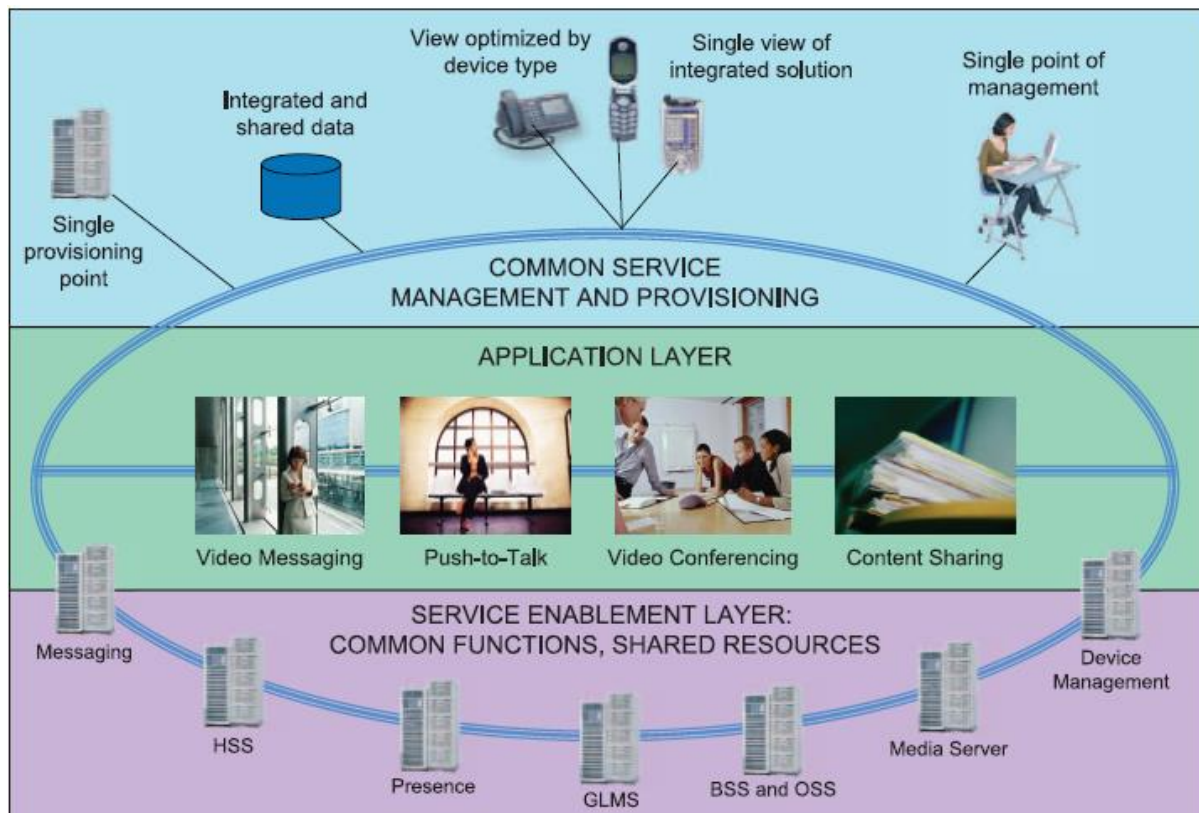 View optimized by
device type
Single view of
integrated solution
Single point of
management
Integrated and
shared data
Single
provisioning
point
COMMON SERVICE
MANAGEMENT AND PROVISIONING
APPLICATION LAYER
Video Messaging
Push-to-Talk
Video Conferencing
Content Sharing
SERVICE ENABLEMENT LAYER:
COMMON FUNCTIONS, SHARED RESOURCES
Messaging
HSS
Presence
GLMS
BSS and OSS
Media Server
Device
Management